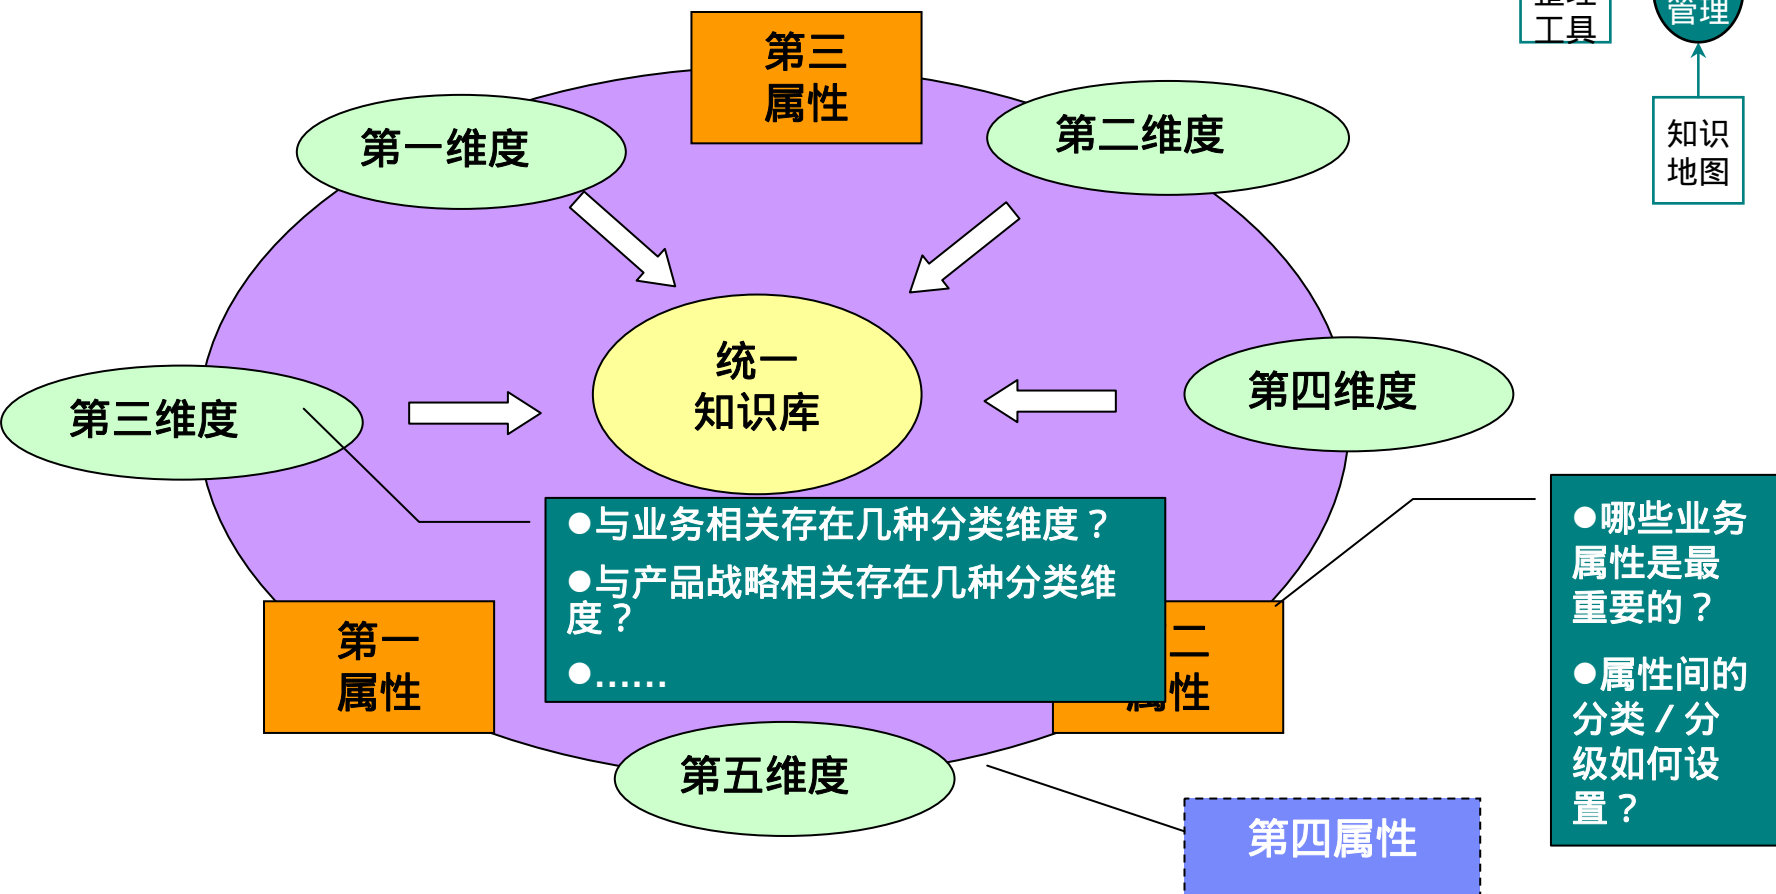 第三
属性
第一维度
第二维度
工具
管理
知识
地图
统一
知识库
第三维度
第四维度
●与业务相关存在几种分类维度？
●与产品战略相关存在几种分类维
度？
●……
●哪些业务
属性是最
重要的？
●属性间的
分类／分
级如何设
置？
第一
属性
二
性
第五维度
第四属性